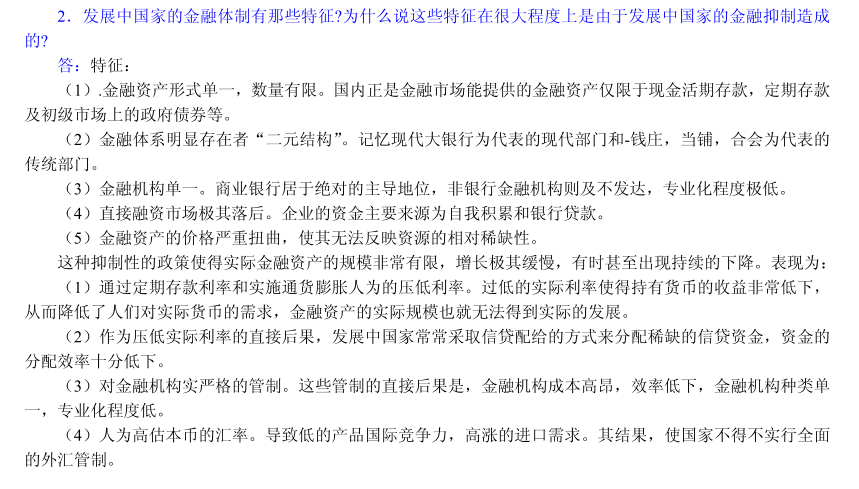 2．发展中国家的金融体制有那些特征?为什么说这些特征在很大程度上是由于发展中国家的金融抑制造成
的?
答：特征：
（1）.金融资产形式单一，数量有限。国内正是金融市场能提供的金融资产仅限于现金活期存款，定期存款
及初级市场上的政府债券等。
（2）金融体系明显存在者“二元结构”。记忆现代大银行为代表的现代部门和-钱庄，当铺，合会为代表的
传统部门。
（3）金融机构单一。商业银行居于绝对的主导地位，非银行金融机构则及不发达，专业化程度极低。
（4）直接融资市场极其落后。企业的资金主要来源为自我积累和银行贷款。
（5）金融资产的价格严重扭曲，使其无法反映资源的相对稀缺性。
这种抑制性的政策使得实际金融资产的规模非常有限，增长极其缓慢，有时甚至出现持续的下降。表现为：
（1）通过定期存款利率和实施通货膨胀人为的压低利率。过低的实际利率使得持有货币的收益非常低下，
从而降低了人们对实际货币的需求，金融资产的实际规模也就无法得到实际的发展。
（2）作为压低实际利率的直接后果，发展中国家常常采取信贷配给的方式来分配稀缺的信贷资金，资金的
分配效率十分低下。
（3）对金融机构实严格的管制。这些管制的直接后果是，金融机构成本高昂，效率低下，金融机构种类单
一，专业化程度低。
（4）人为高估本币的汇率。导致低的产品国际竞争力，高涨的进口需求。其结果，使国家不得不实行全面
的外汇管制。